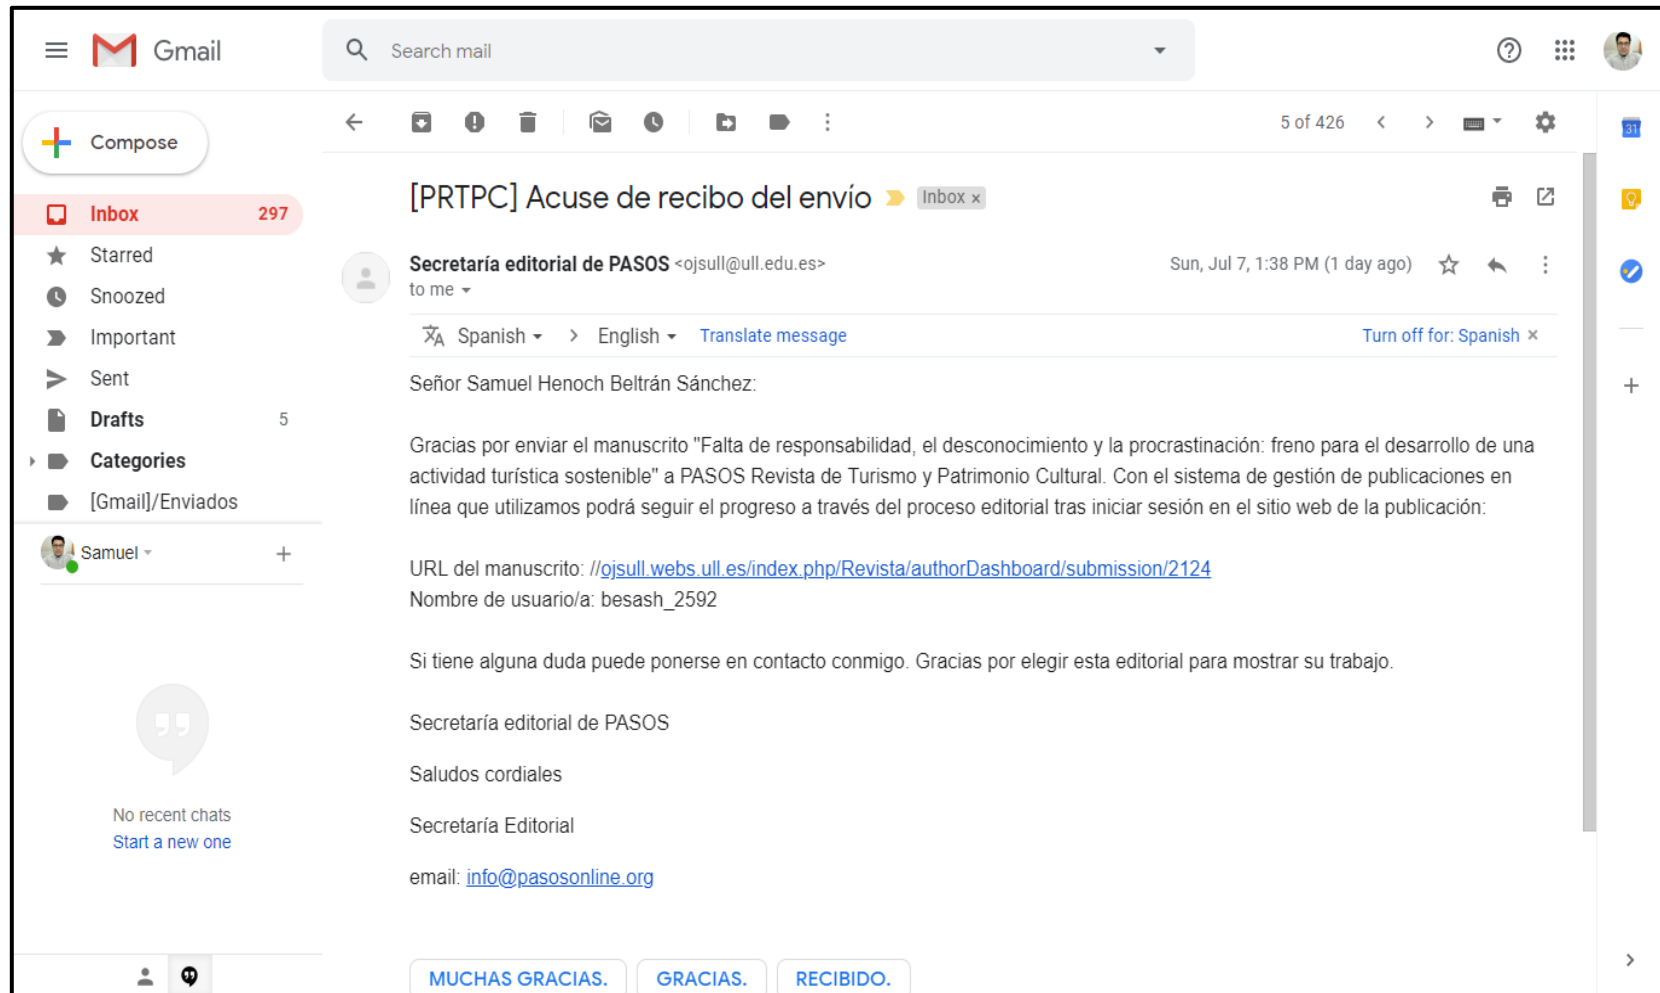 Gmail
Search mail
Compose
5 of 426
31
[PRTPC] Acuse de recibo del envío Inbox x
Inbox 297
Starred
Snoozed
Important
Sent
Drafts 5
Categories
[Gmail]/Enviados
Samuel
No recent chats
Start a new one
Secretaría editorial de PASOS <ojsull@ull.edu.es>
Sun, Jul 7, 1:38 PM (1 day ago)
to me
Spanish > English Translate message
Turn off for: Spanish x
Señor Samuel Henoch Beltrán Sánchez:
Gracias por enviar el manuscrito "Falta de responsabilidad, el desconocimiento y la procrastinación: freno para el desarrollo de una
actividad turística sostenible" a PASOS Revista de Turismo y Patrimonio Cultural. Con el sistema de gestión de publicaciones en
línea que utilizamos podrá seguir el progreso a través del proceso editorial tras iniciar sesión en el sitio web de la publicación:
URL del manuscrito: //ojsull.webs.ull.es/index.php/Revista/authorDashboard/submission/2124
Nombre de usuario/a: besash_2592
Si tiene alguna duda puede ponerse en contacto conmigo. Gracias por elegir esta editorial para mostrar su trabajo.
Secretaría editorial de PASOS
Saludos cordiales
Secretaría Editorial
email: info@pasosonline.org
MUCHAS GRACIAS.
GRACIAS.
RECIBIDO.